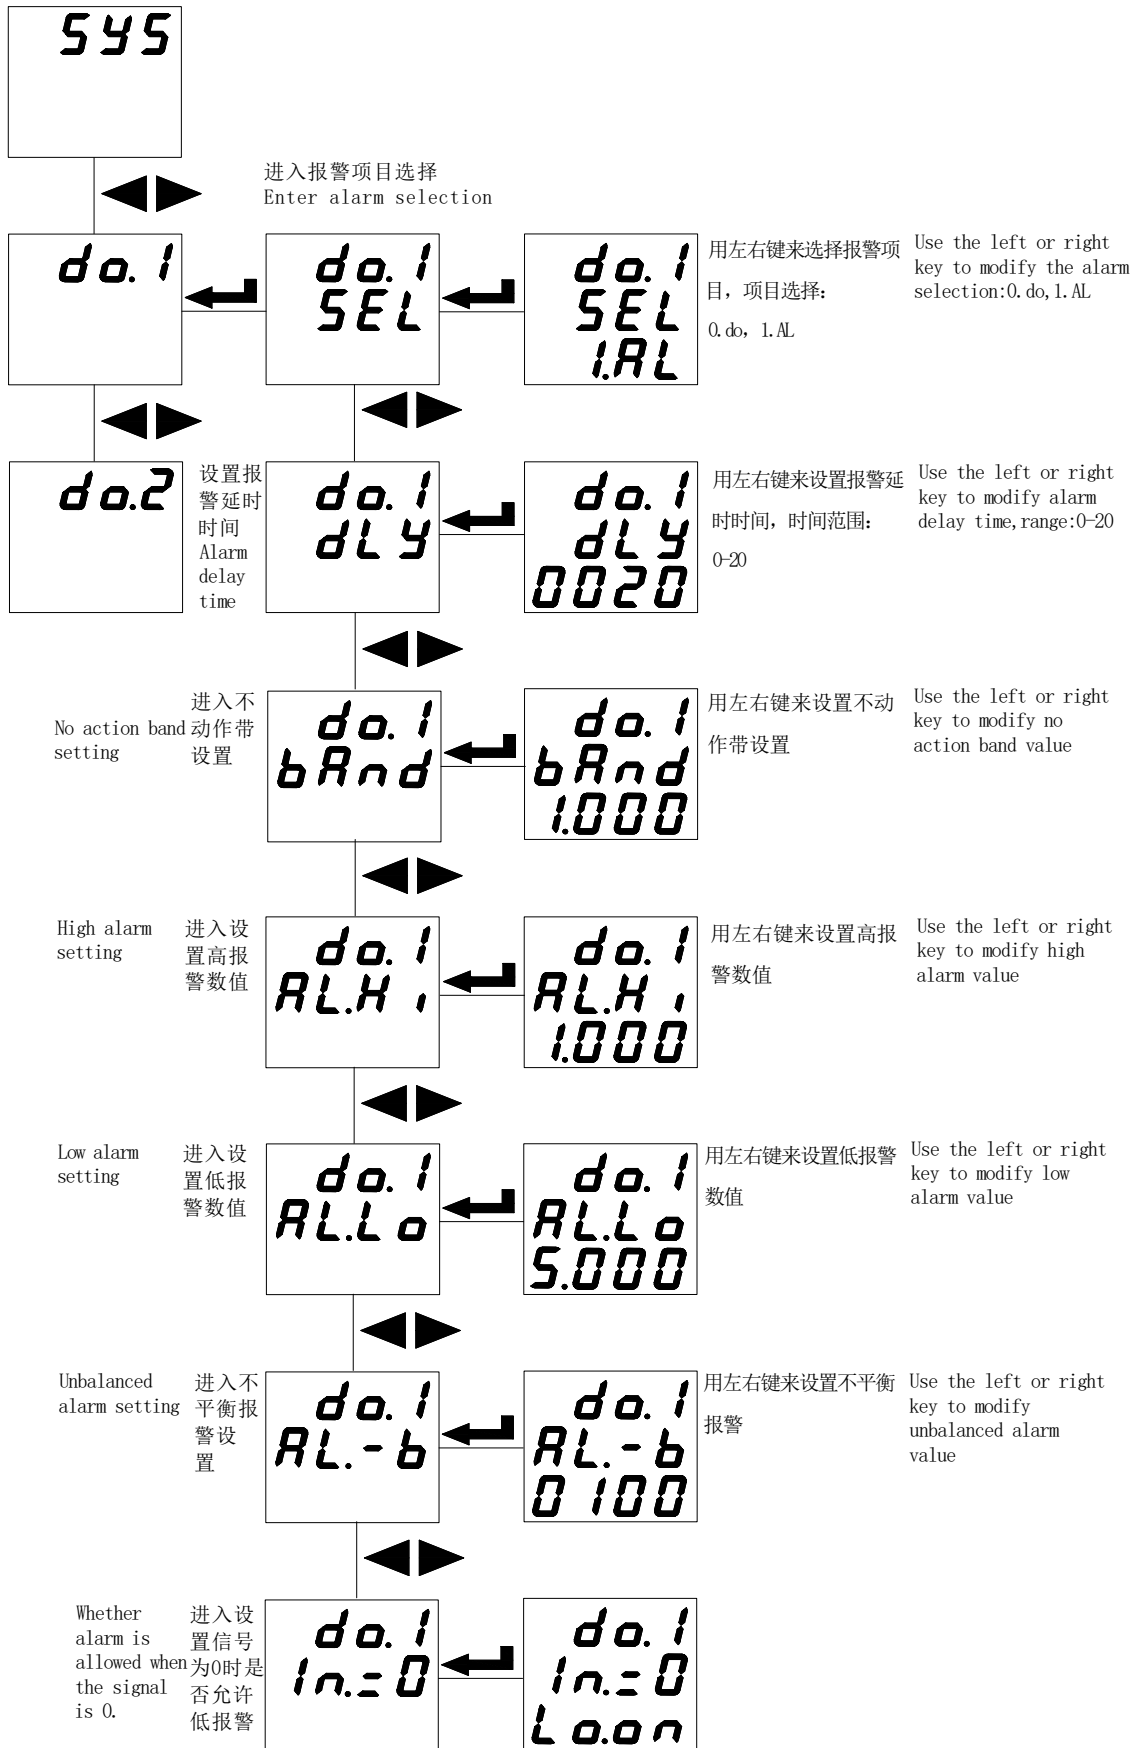 SYS
进入报警项目选择
Enter alarm selection
do.1
do.1
SEL
do.1
SEL
1.AL
用左右键来选择报警项
目，项目选择：
0.do，1.AL
Use the left or right
key to modify the alarm
selection:0.do,1.AL
do.2
设置报
警延时
时间
Alarm
delay
time
do.1
dLY
do.1
dLY
0020
用左右键来设置报警延
时时间，时间范围：
0-20
Use the left or right
key to modify alarm
delay time,range:0-20
No action band
setting
进入不
动作带
设置
do.1
bAnd
do.1
bAnd
1.000
用左右键来设置不动
作带设置
Use the left or right
key to modify no
action band value
High alarm
setting
进入设
置高报
警数值
do.1
AL.Hi
do.1
AL.Hi
1.000
用左右键来设置高报
警数值
Use the left or right
key to modify high
alarm value
Low alarm
setting
进入设
置低报
警数值
do.1
AL.Lo
do.1
AL.Lo
5.000
用左右键来设置低报警
数值
Use the left or right
key to modify low
alarm value
Unbalanced
alarm setting
进入不
平衡报
警设
置
do.1
AL.-b
do.1
AL.-b
0100
用左右键来设置不平衡
报警
Use the left or right
key to modify
unbalanced alarm
value
Whether
alarm is
allowed when
the signal
is 0.
进入设
置信号
为0时是
否允许
低报警
do.1
In.=0
do.1
In.=0
Lo.on